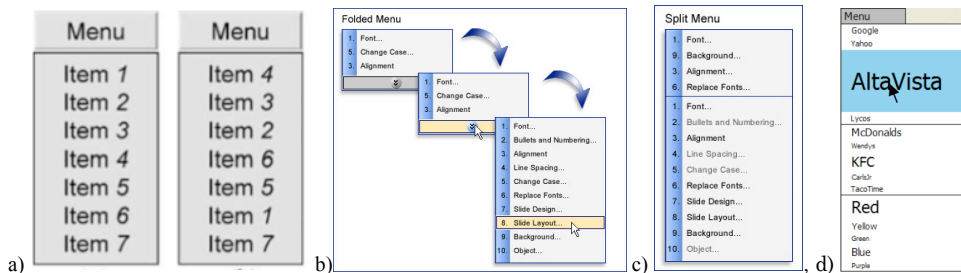 a)
Menu
Item 1
Item 2
Item 3
Item 4
Item 5
Item 6
Item 7
Menu
Item 4
Item 3
Item 2
Item 6
Item 5
Item 1
Item 7
b)
Folded Menu
1. Font...
5. Change Case...
3. Alignment
1. Font...
5. Change Case...
3. Alignment
1. Font...
2. Bullets and Numbering...
3. Alignment
4. Line Spacing...
5. Change Case...
6. Replace Fonts...
7. Slide Design...
8. Slide Layout...
9. Background...
10. Object...
c)
Split Menu
1. Font...
9. Background...
3. Alignment...
6. Replace Fonts...
1. Font...
2. Bullets and Numbering...
3. Alignment
4. Line Spacing...
5. Change Case...
6. Replace Fonts...
7. Slide Design...
8. Slide Layout...
9. Background...
10. Object...
, d)
Menu
Google
Yahoo
AltaVista
Lycos
McDonalds
Wendys
KFC
CarlsJr
TacoTime
Red
Yellow
Green
Blue
Purple